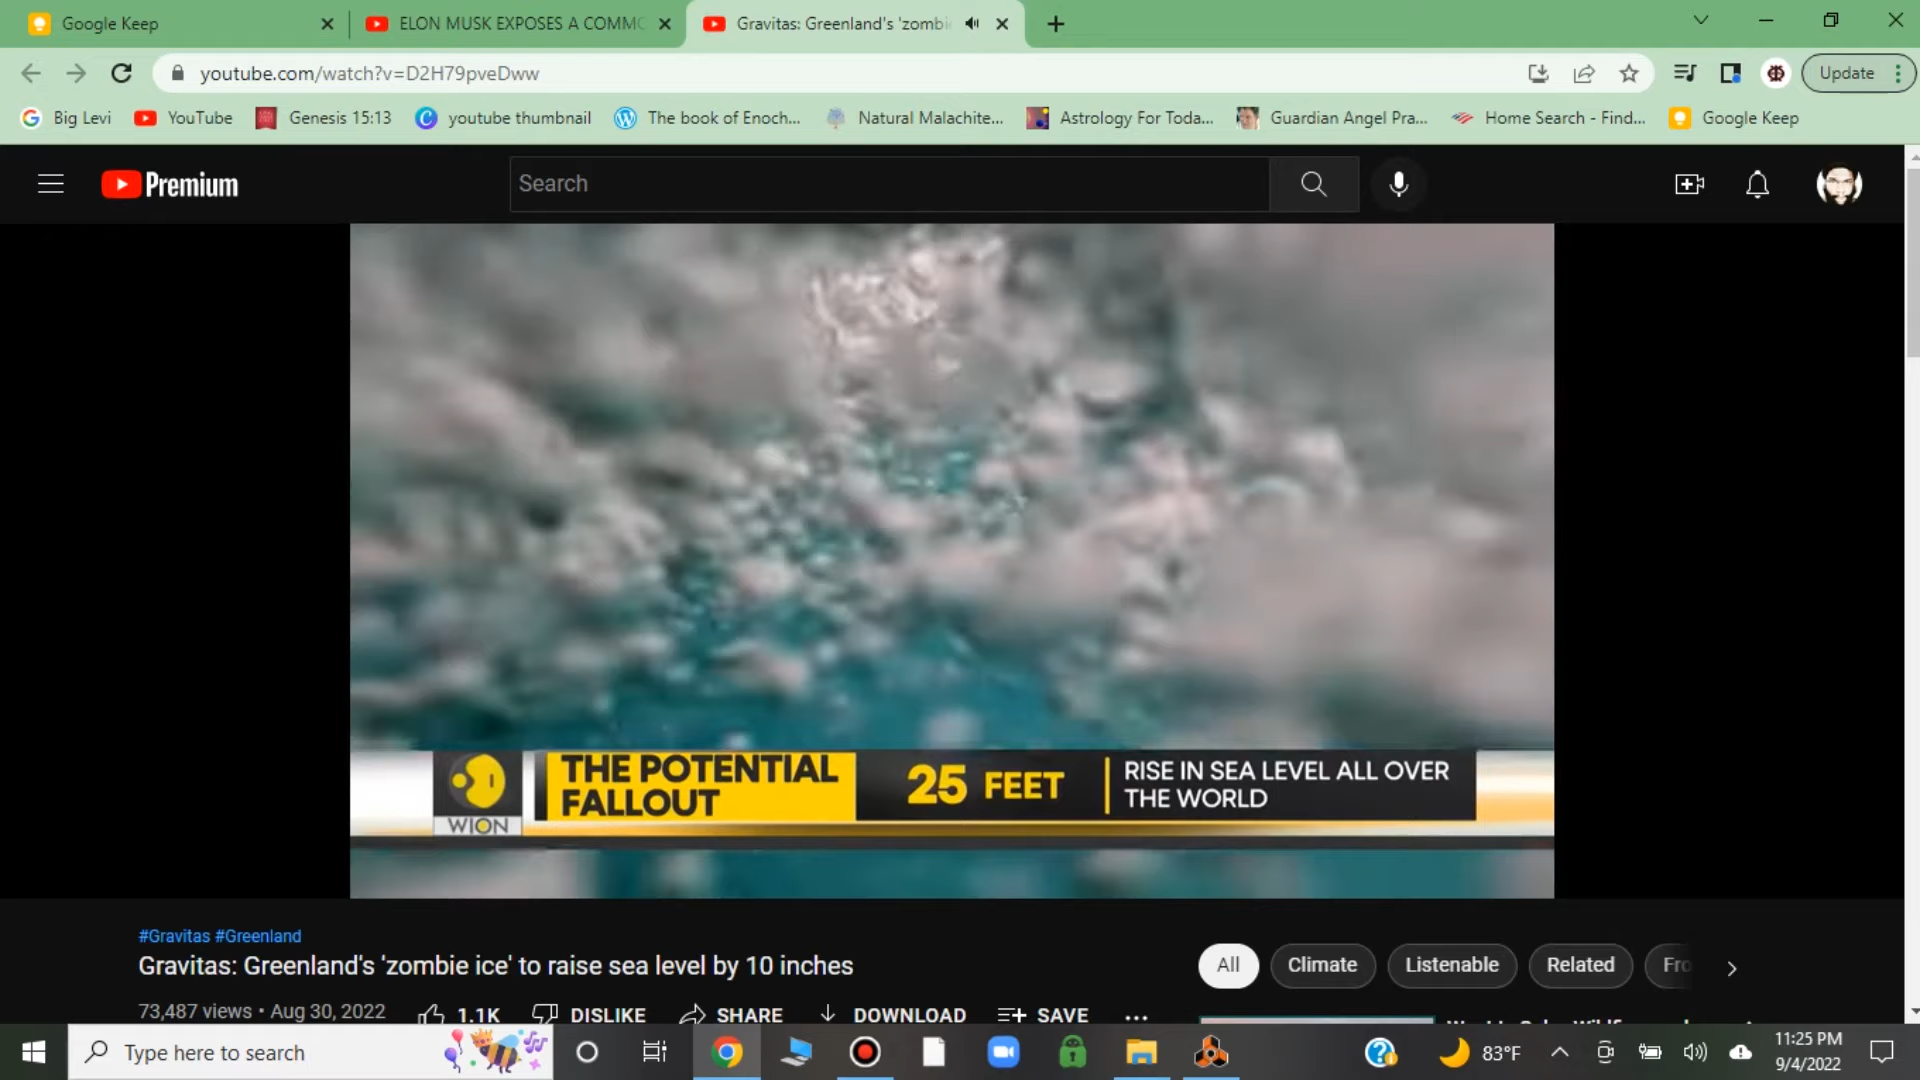 Google Keep
ELON MUSK EXPOSES A COMMO
Gravitas: Greenland's 'zombi
youtube.com/watch?v=D2H79pveDww
Update
Big Levi
YouTube
Genesis 15:13
youtube thumbnail
The book of Enoch...
Natural Malachite...
Astrology For Toda...
Guardian Angel Pra...
Home Search - Find...
Google Keep
Premium
Search
THE POTENTIAL
FALLOUT
25 FEET
RISE IN SEA LEVEL ALL OVER
THE WORLD
WION
#Gravitas #Greenland
Gravitas: Greenland's 'zombie ice' to raise sea level by 10 inches
73,487 views • Aug 30, 2022
1.1K
DISLIKE
SHARE
DOWNLOAD
SAVE
All
Climate
Listenable
Related
Fro
Type here to search
83°F
11:25 PM
9/4/2022